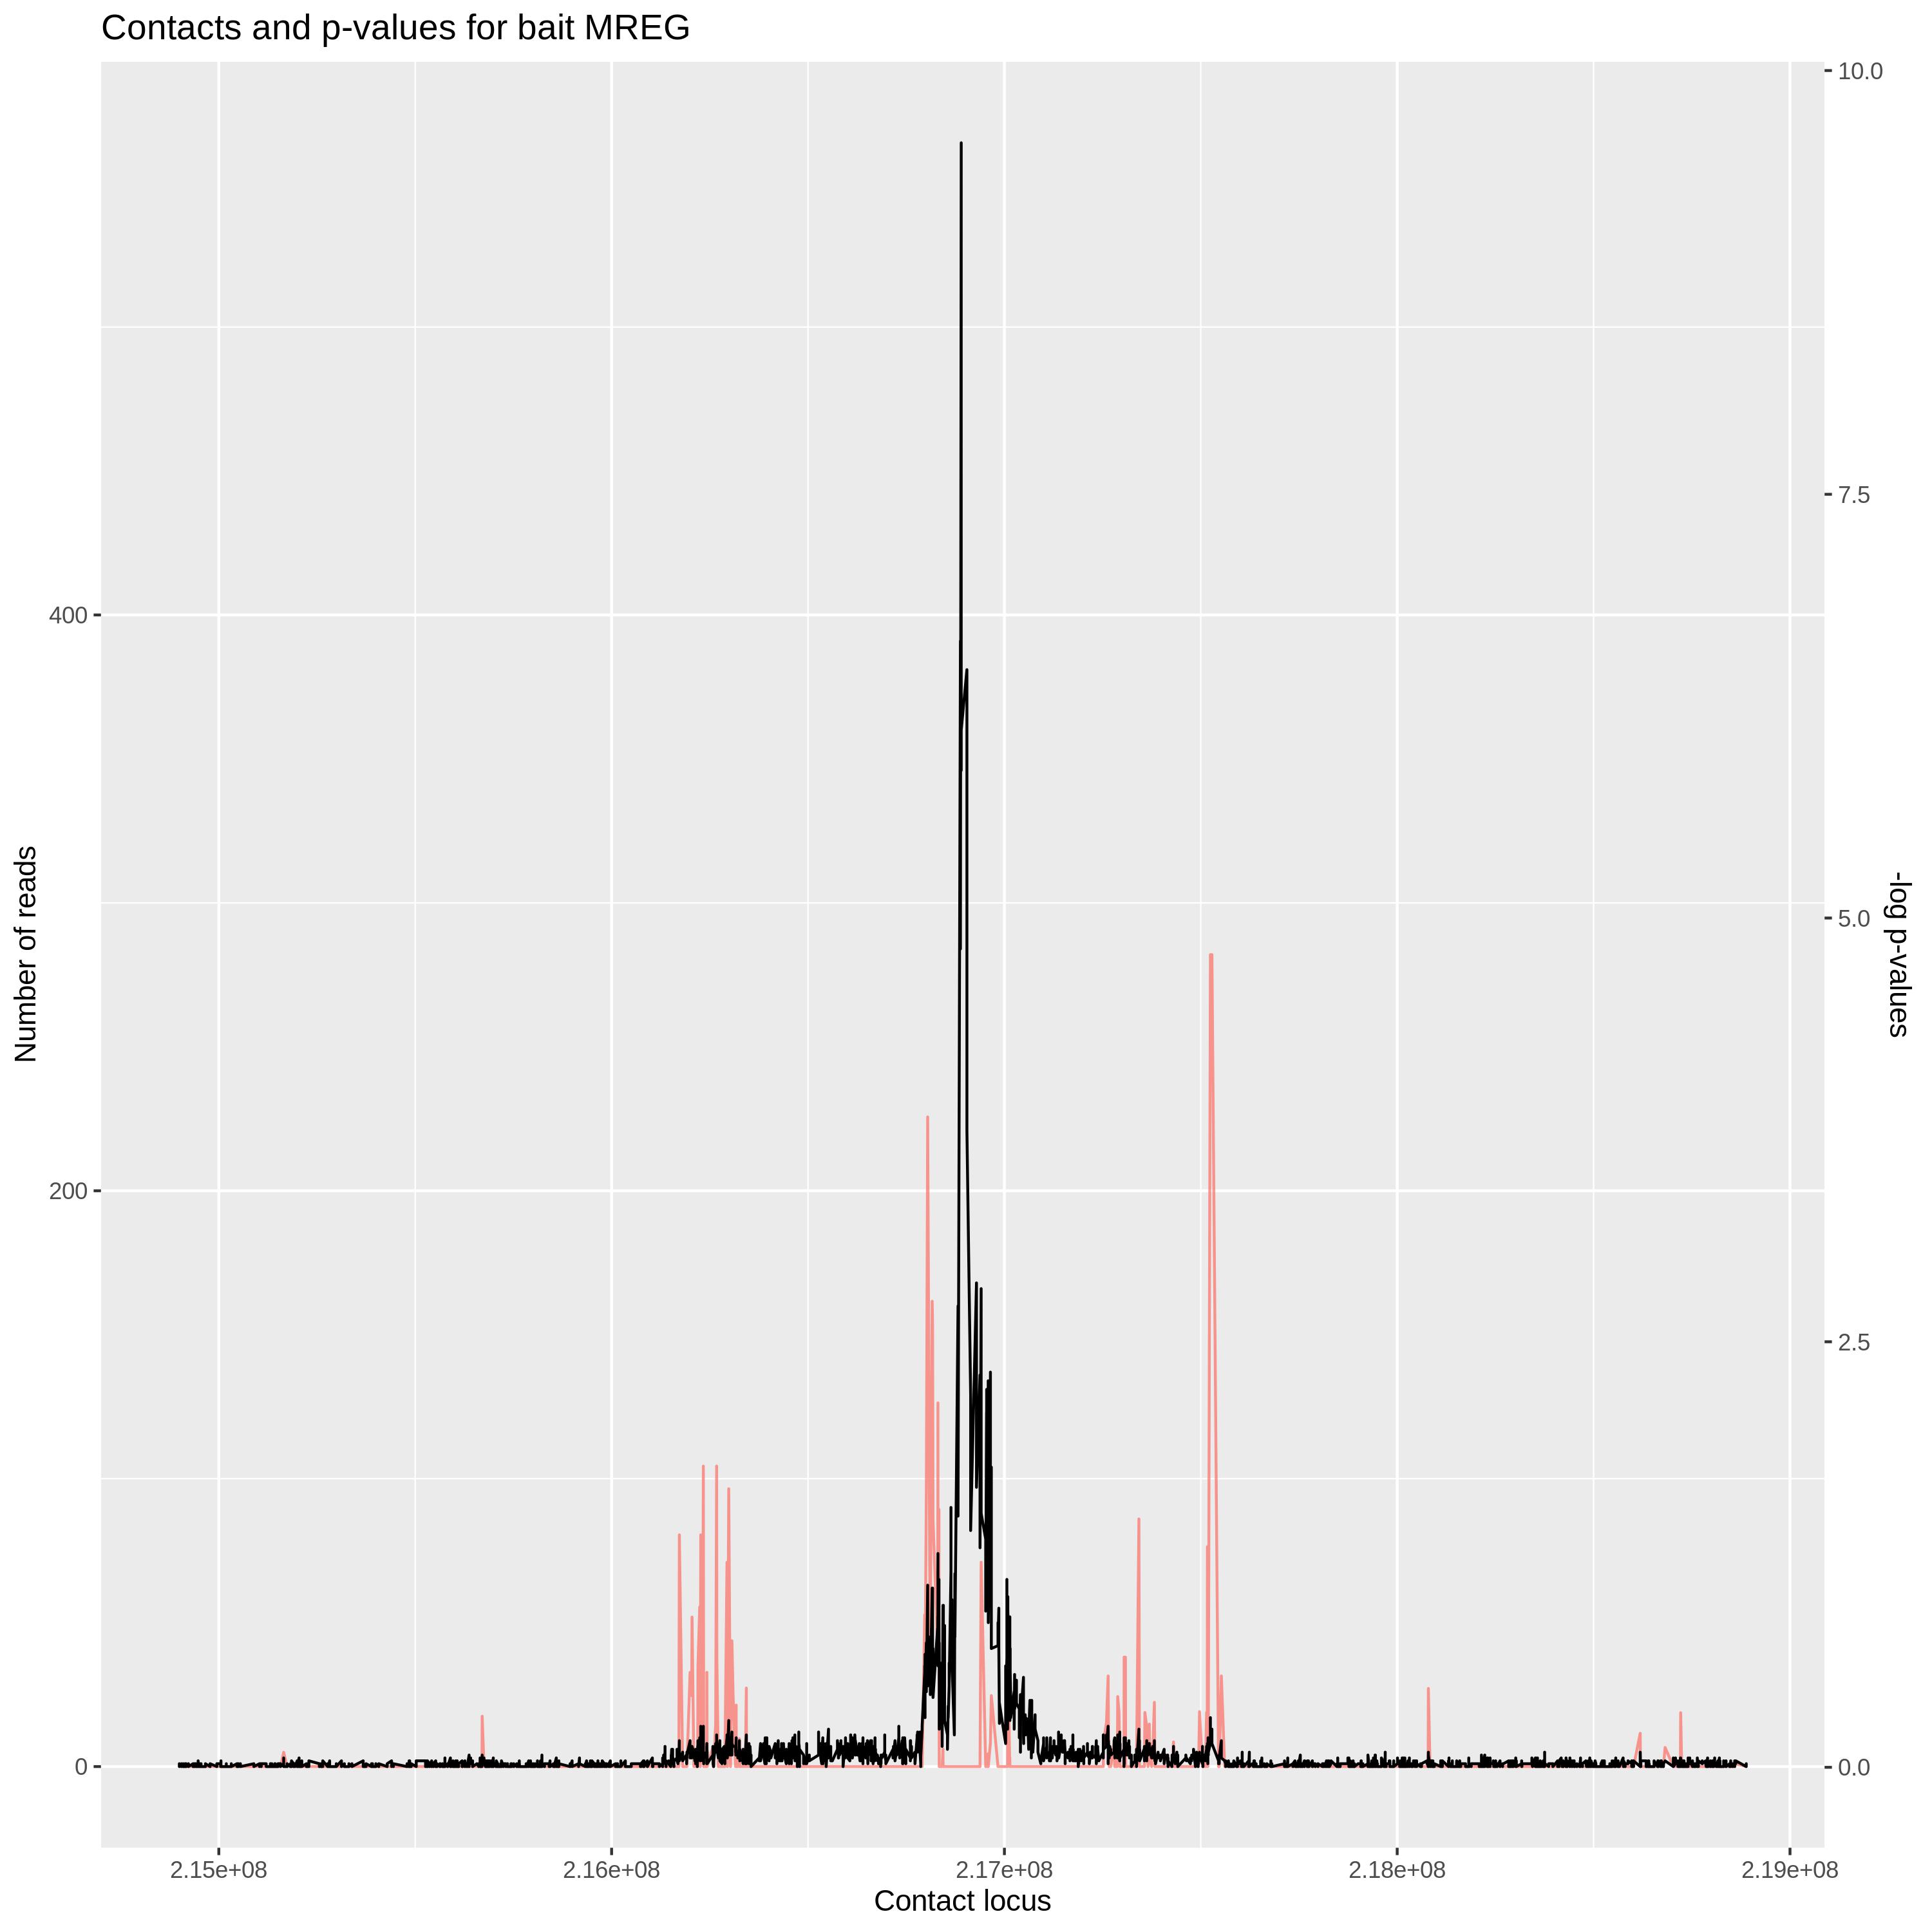 Contacts and p-values for bait MREG
10.0
7.5
400
5.0
Number of reads
-log p-values
200
2.5
0
0.0
2.15e+08 2.16e+08 2.17e+08 2.18e+08 2.19e+08
Contact locus